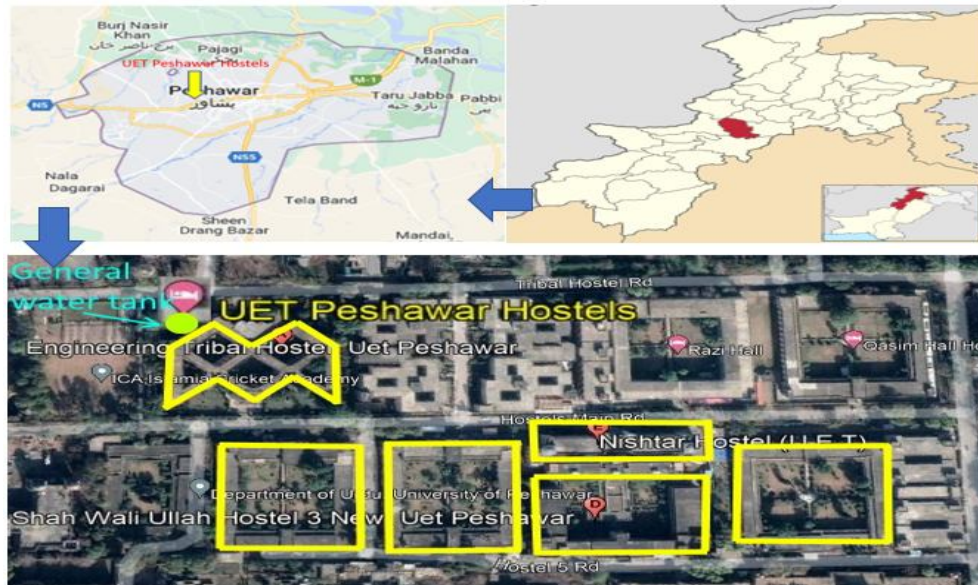 Burj Nasir
Khan
برج ناصر خان
Pajagi
UET Peshawar Hostels
Banda
Malahan
M-1
Peshawar
پشاور
Taru Jabba
تارو جبه
Pabbi
N5
N55
Nala
Dagarai
Tela Band
Sheen
Drang Bazar
Mandai,
General
water tank
Tribal Hostel Rd
UET Peshawar Hostels
Engineering Tribal Hostel Uet Peshawar
Razi Hall
Qasim Hall Ho
ICA Islamia Cricket Academy
Hostels Main Rd
E
Nishtar Hostel (U.E.T)
Department of Urdu, University of Peshawar
D
Shah Wali Ullah Hostel 3 New Uet Peshawar
Hostel 5 Rd